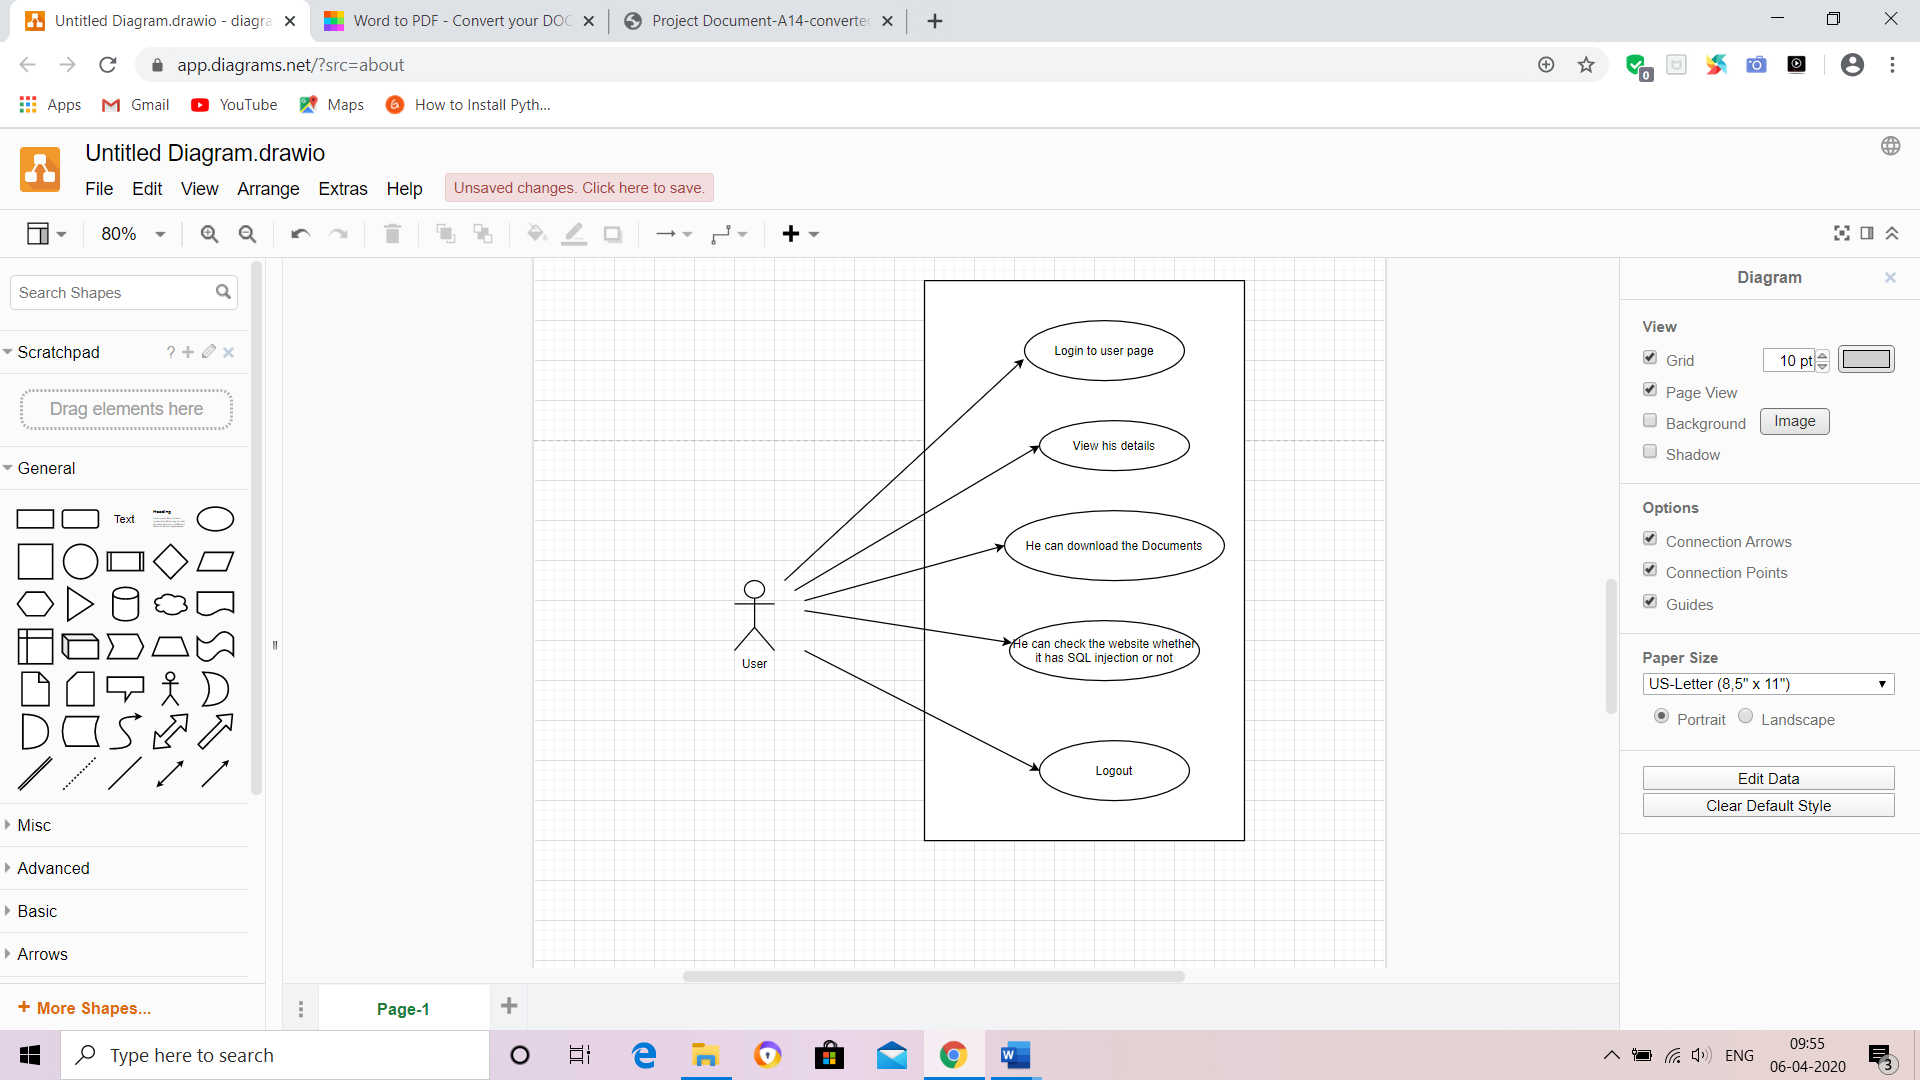 Untitled Diagram.drawio - diagra
Word to PDF - Convert your DOC
Project Document-A14-converted
app.diagrams.net/?src=about
0
Apps
Gmail
YouTube
Maps
How to Install Pyth...
Untitled Diagram.drawio
File Edit View Arrange Extras Help
Unsaved changes. Click here to save.
80%
Search Shapes
Scratchpad
?
Drag elements here
General
Text
Heading
Misc
Advanced
Basic
Arrows
+ More Shapes...
Login to user page
View his details
He can download the Documents
He can check the website whether
it has SQL injection or not
Logout
User
Page-1
Diagram
View
Grid
10 pt
Page View
Background
Image
Shadow
Options
Connection Arrows
Connection Points
Guides
Paper Size
US-Letter (8,5" x 11")
Portrait
Landscape
Edit Data
Clear Default Style
Type here to search
ENG
09:55
06-04-2020
3